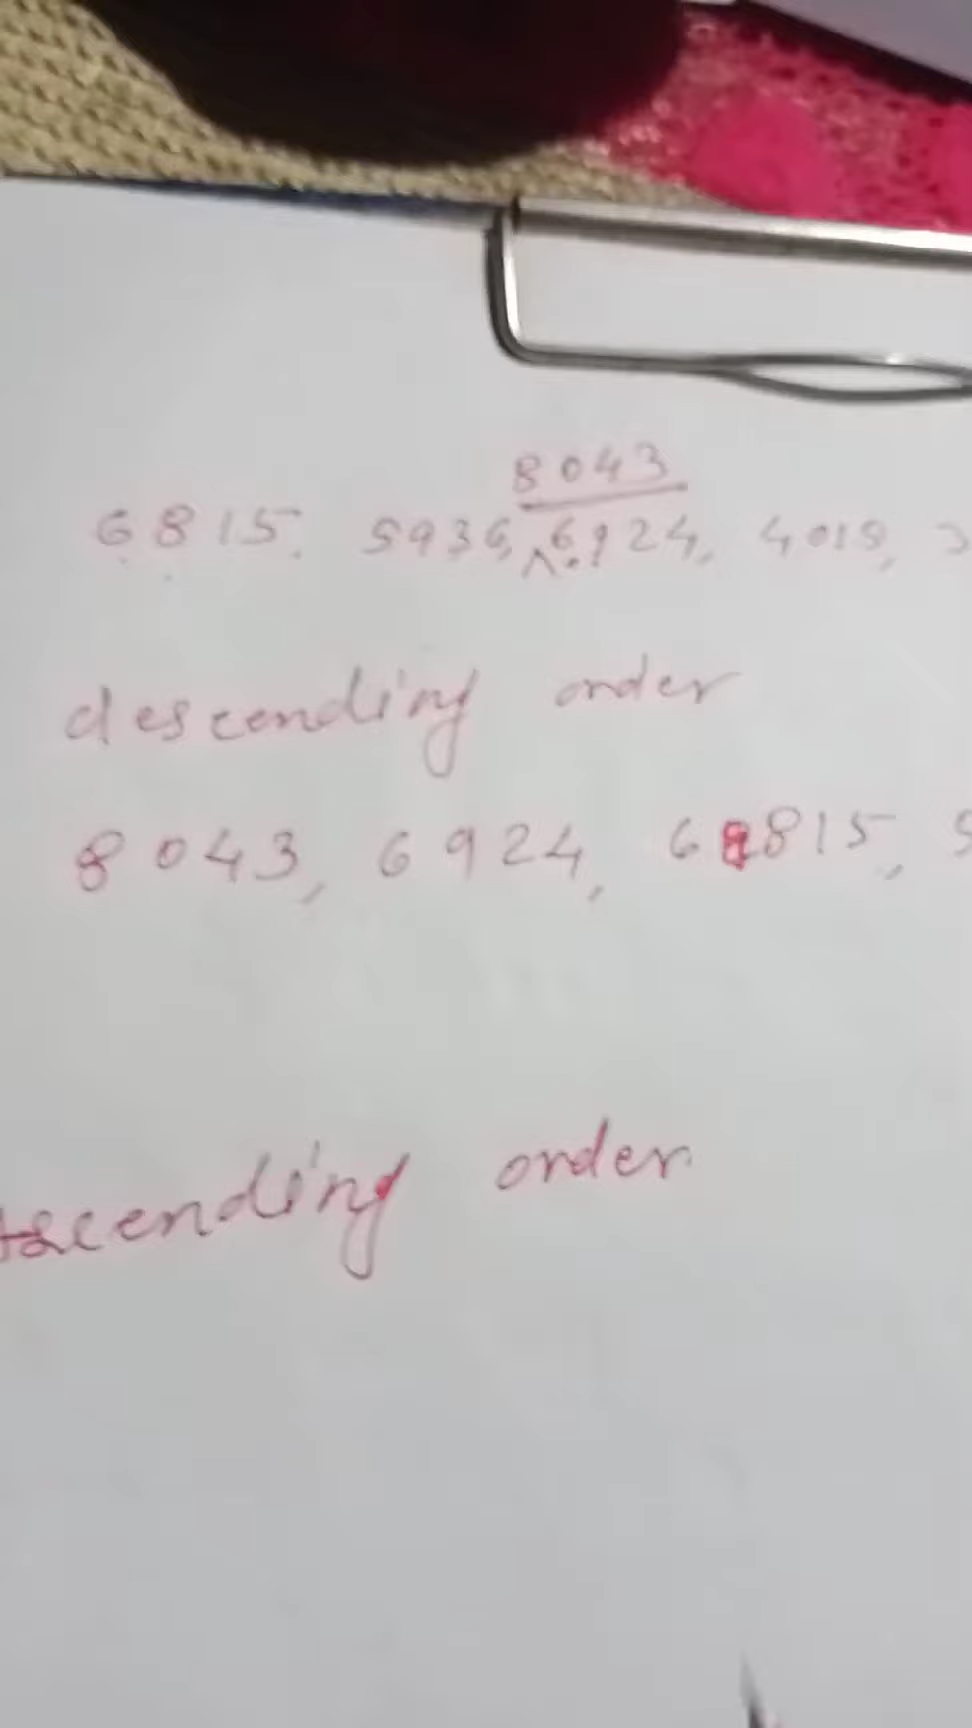 8043
6815, 5936, 6924, 4019,
descending order
8043, 6924, 6815,
Ascending order